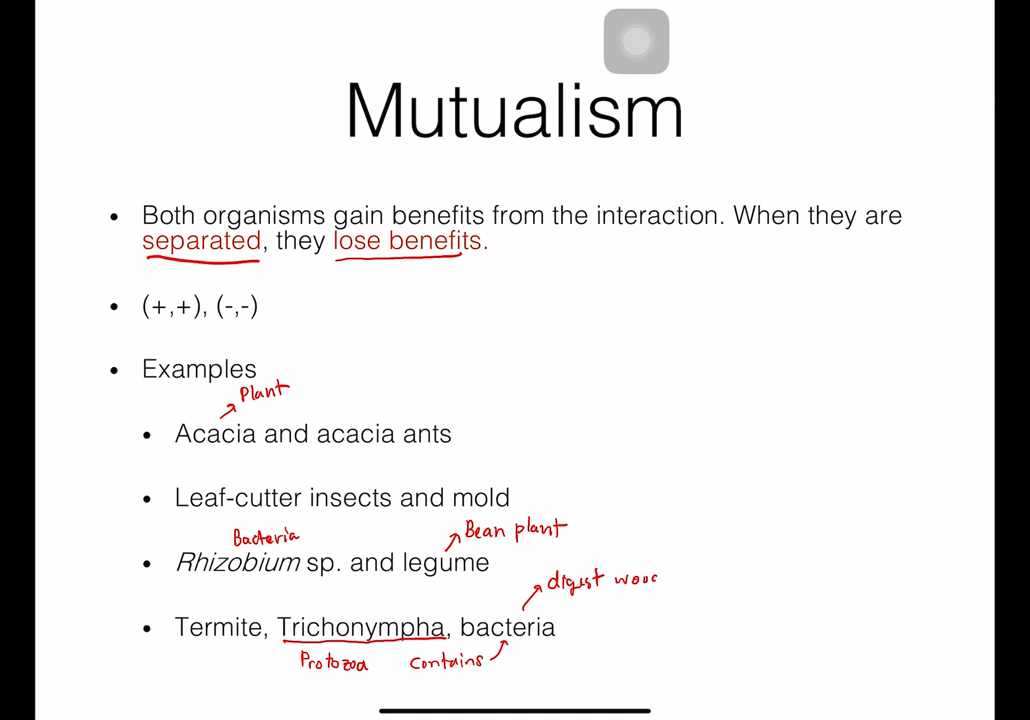 Mutualism
• Both organisms gain benefits from the interaction. When they are
separated, they lose benefits.
• (+,+), (-,-)
• Examples
Plant
• Acacia and acacia ants
• Leaf-cutter insects and mold
Bacteria Bean plant
• Rhizobium sp. and legume
digest
• Termite, Trichonympha, bacteria
Protozoa contains